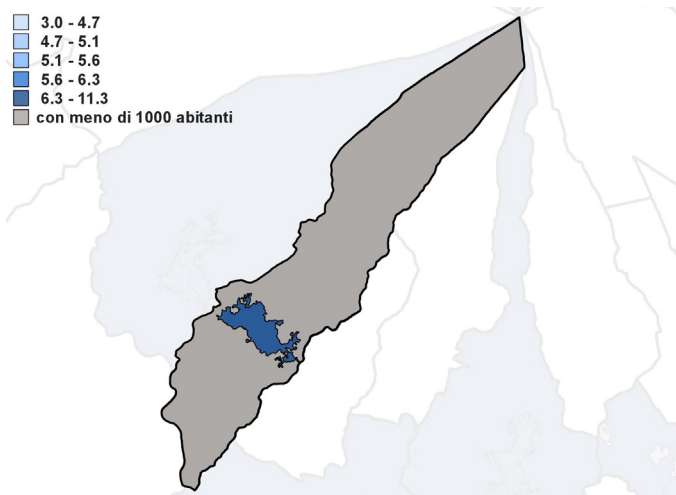 3.0 - 4.7
4.7 - 5.1
5.1 - 5.6
5.6 - 6.3
6.3 - 11.3
con meno di 1000 abitanti